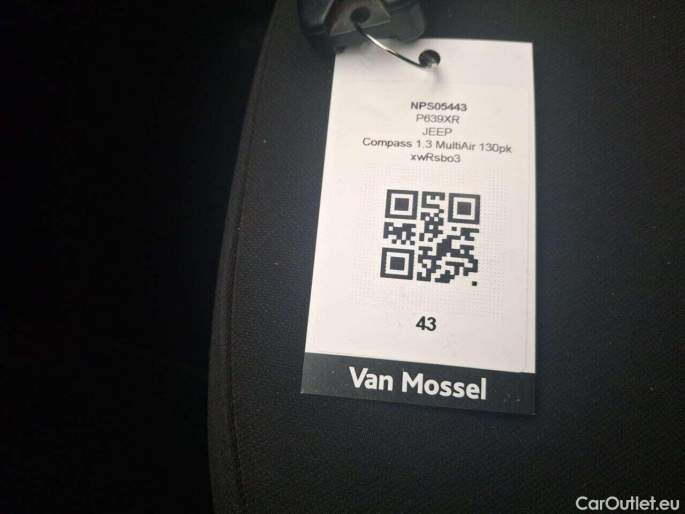 NPS05443
P639XR
JEEP
Compass 1.3 MultiAir 130pk
xwRsbo3
43
Van Mossel
CarOutlet.eu